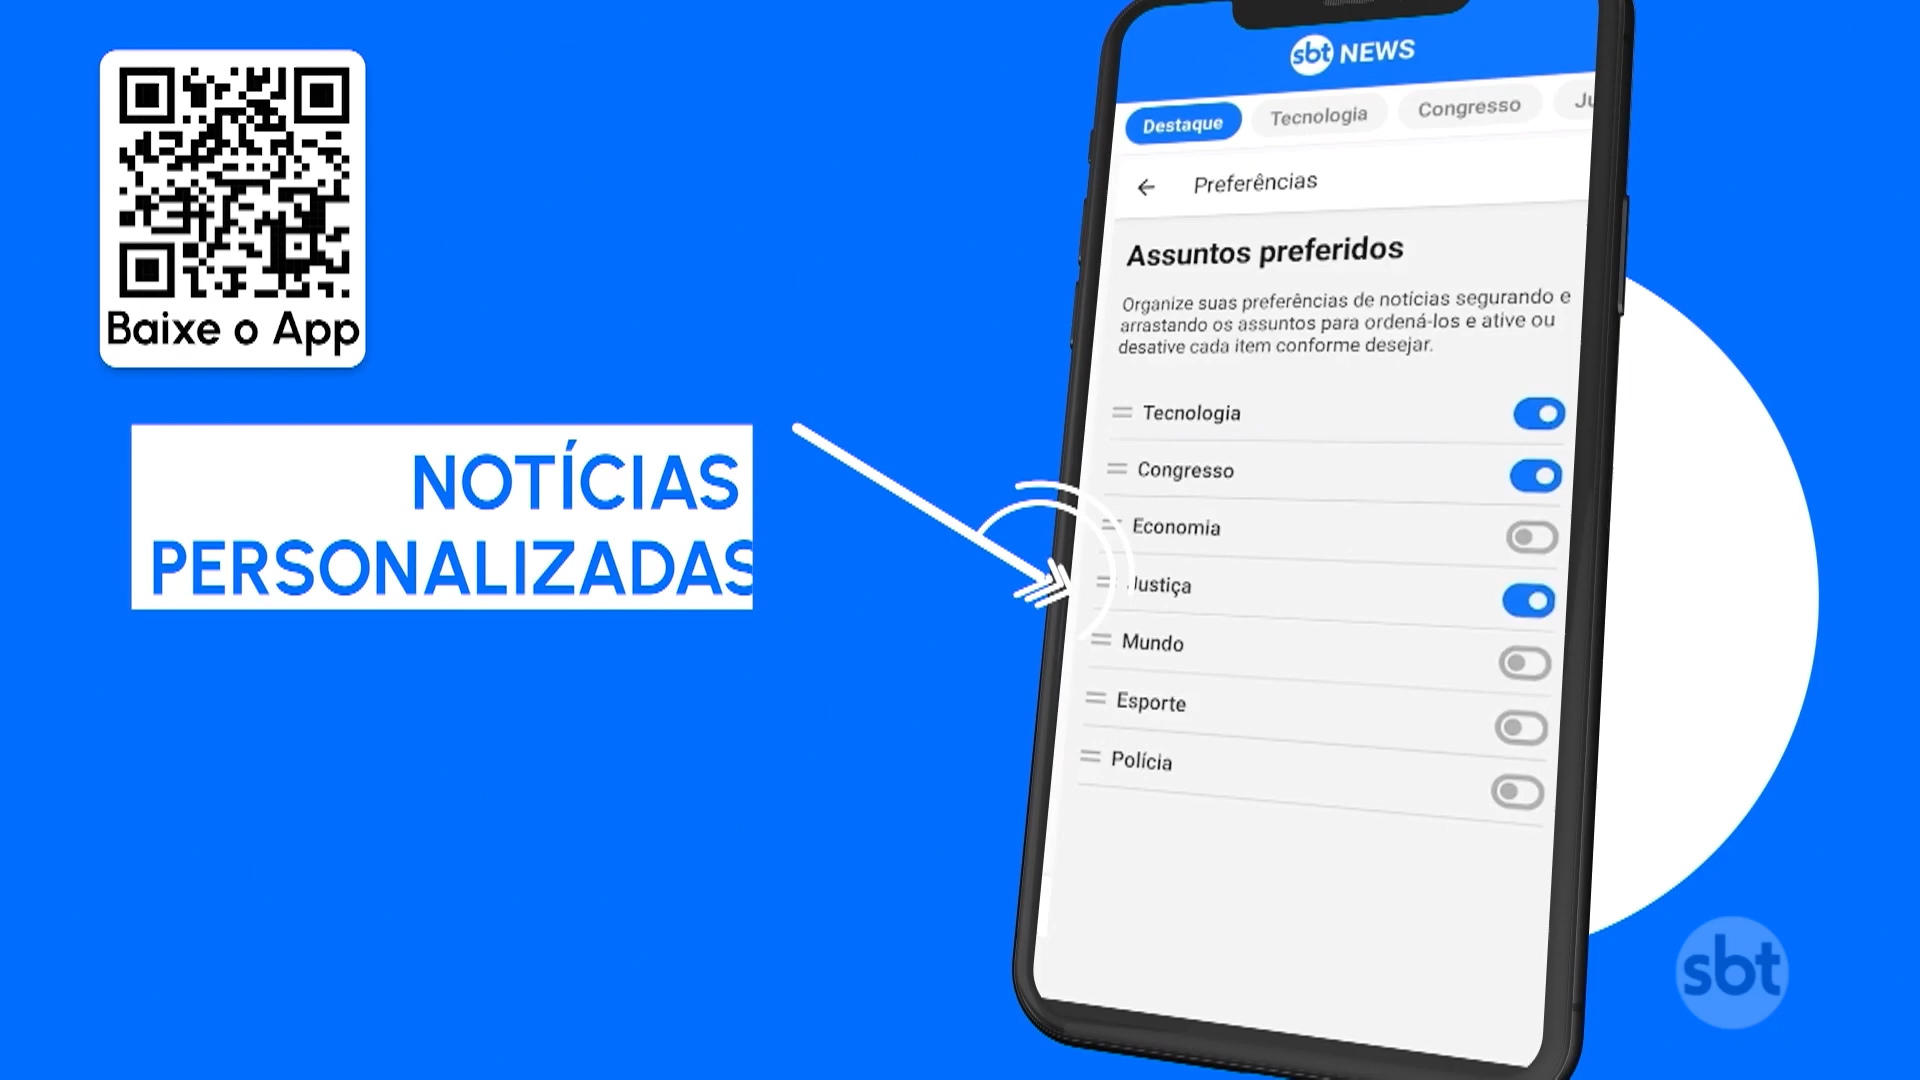 Baixe o App
NOTÍCIAS
PERSONALIZADAS
sbt NEWS
Destaque
Tecnologia
Congresso
Ju
Preferências
Assuntos preferidos
Organize suas preferências de notícias segurando e
arrastando os assuntos para ordená-los e ative ou
desative cada item conforme desejar.
Tecnologia
Congresso
Economia
Justiça
Mundo
Esporte
Polícia
sbt